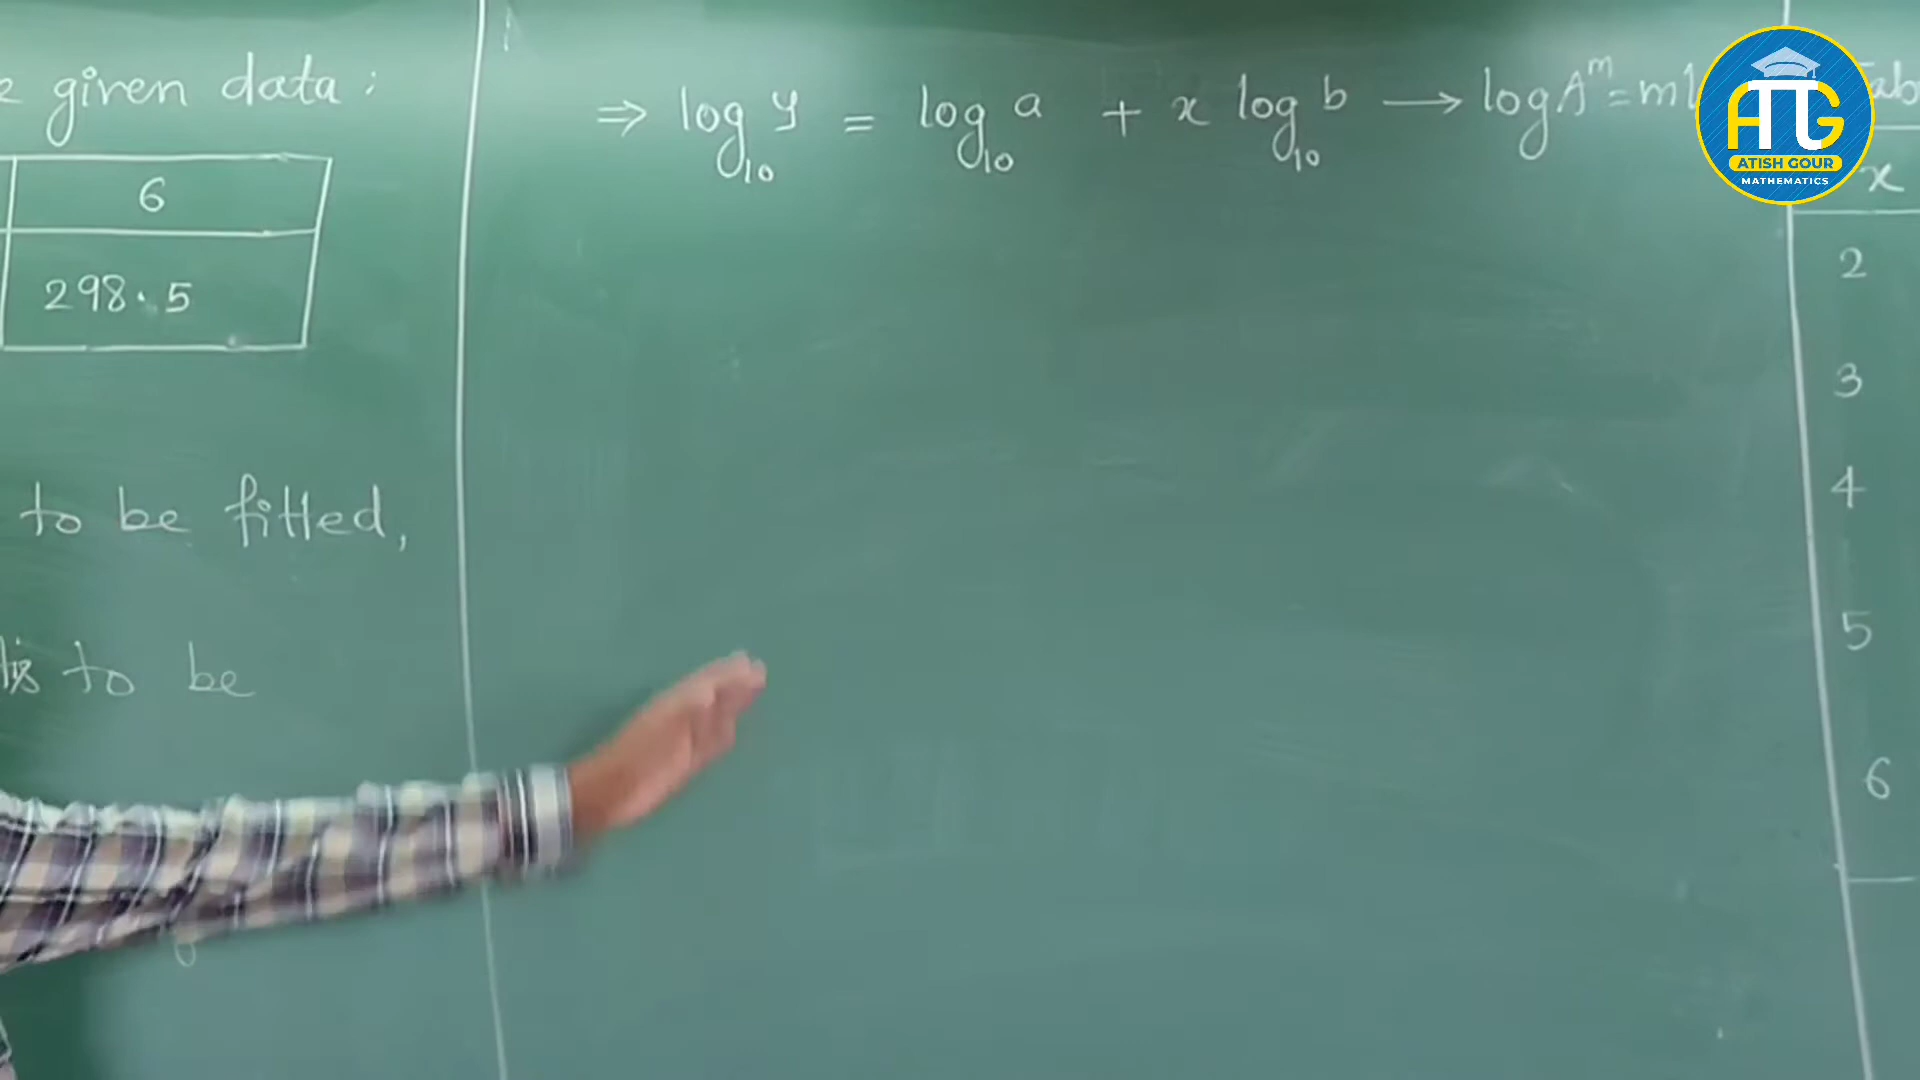 given data:
6
298.5
to be fitted,
to be
⇒ log₁₀ y = log₁₀ a + x log₁₀ b → log Aᵐ = m
ATG
ATISH GOUR
MATHEMATICS
x
2
3
4
5
6